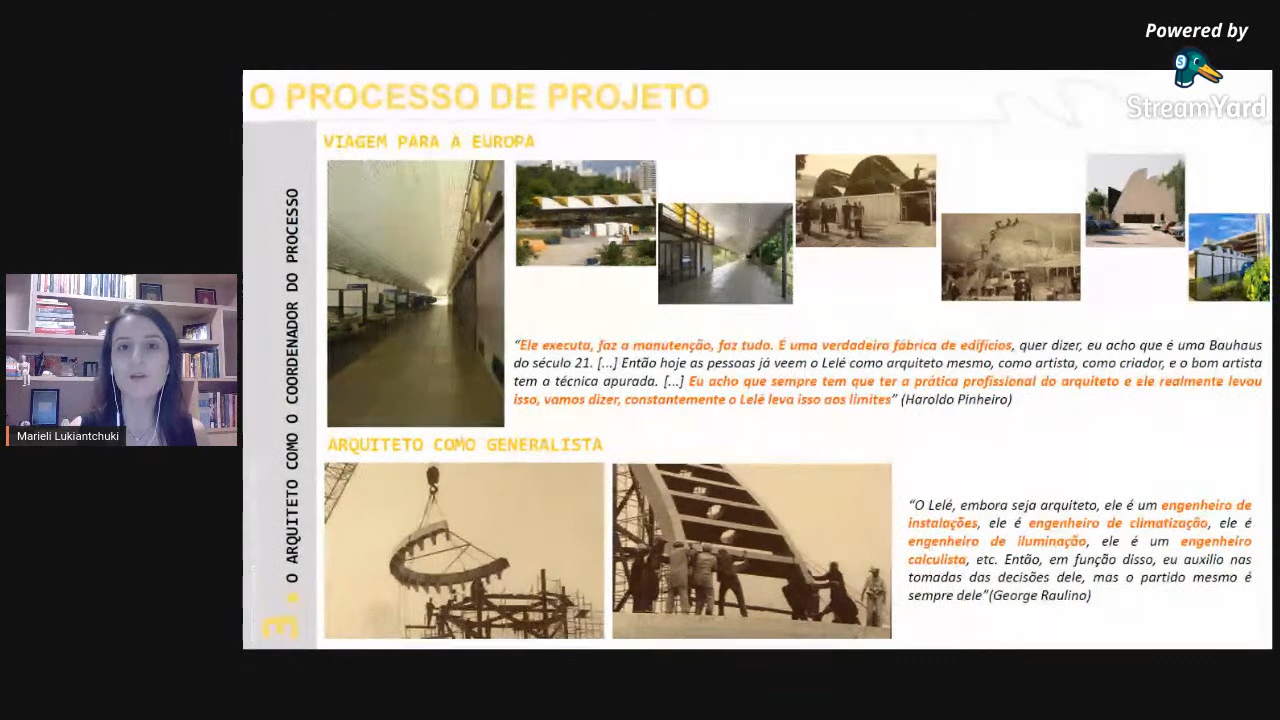 Powered by
StreamYard
O PROCESSO DE PROJETO
VIAGEM PARA A EUROPA
3. O ARQUITETO COMO O COORDENADOR DO PROCESSO
“Ele executa, faz a manutenção, faz tudo. É uma verdadeira fábrica de edifícios, quer dizer, eu acho que é uma Bauhaus
do século 21. [...] Então hoje as pessoas já veem o Lelé como arquiteto mesmo, como artista, como criador, e o bom artista
tem a técnica apurada. [...] Eu acho que sempre tem que ter a prática profissional do arquiteto e ele realmente levou
isso, vamos dizer, constantemente o Lelé leva isso aos limites” (Haroldo Pinheiro)
Marieli Lukiantchuki
ARQUITETO COMO GENERALISTA
“O Lelé, embora seja arquiteto, ele é um engenheiro de
instalações, ele é engenheiro de climatização, ele é
engenheiro de iluminação, ele é um engenheiro
calculista, etc. Então, em função disso, eu auxilio nas
tomadas das decisões dele, mas o partido mesmo é
sempre dele”(George Raulino)